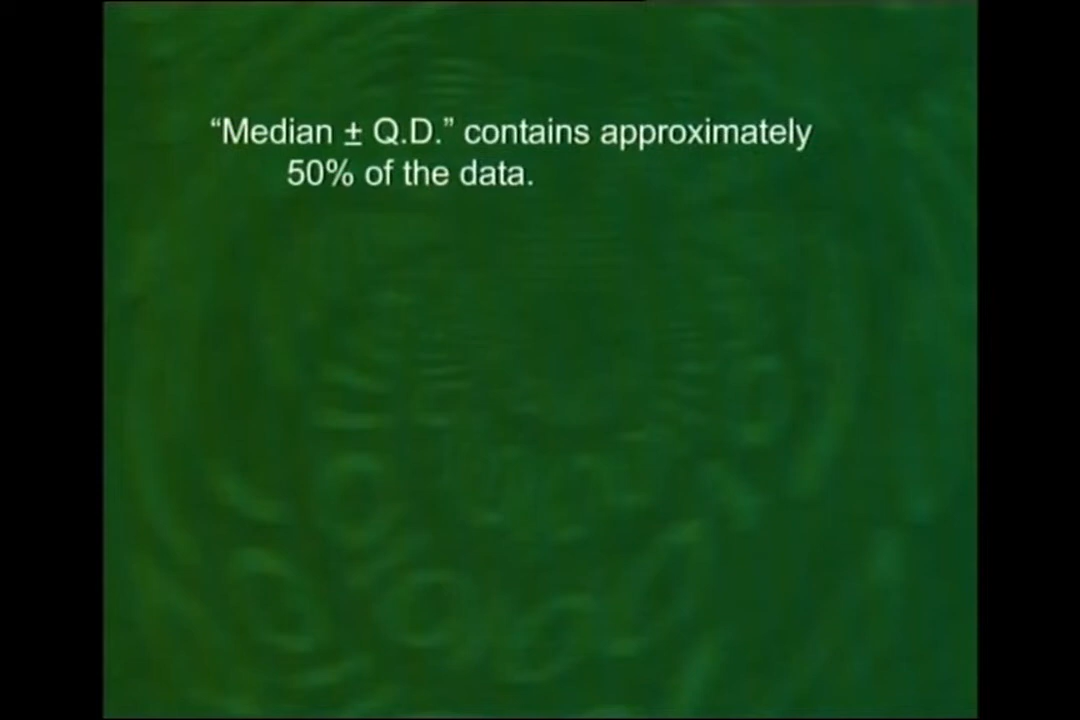 “Median ± Q.D.” contains approximately
50% of the data.